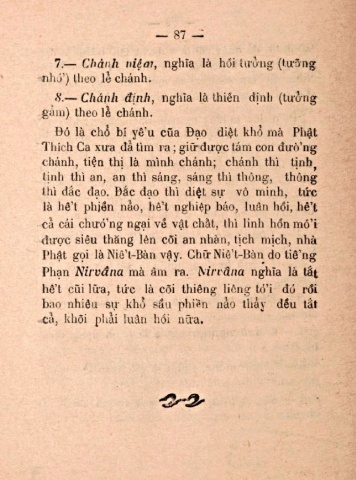 — 87 —
7.— Chánh niệm, nghĩa là hồi tưởng (tưởng
nhớ) theo lẽ chánh.
8.— Chánh định, nghĩa là thiền định (tưởng
gẫm) theo lẽ chánh.
Đó là chỗ bí yếu của Đạo diệt khổ mà Phật
Thích Ca xưa đã tìm ra ; giữ được tám con đường
chánh, tiện thị là mình chánh; chánh thì tịnh,
tịnh thì an, an thì sáng, sáng thì thông, thông
thì đắc đạo. Đắc đạo thì diệt sự vô minh, tức
là hết phiền não, hết nghiệp báo, luân hồi, hết
cả cái chướng ngại về vật chất, thì linh hồn mới
được siêu thăng lên cõi an nhàn, tịch mịch, nhà
Phật gọi là Niết-Bàn vậy. Chữ Niết-Bàn do tiếng
Phạn Nirvâna mà âm ra. Nirvâna nghĩa là tắt
hết củi lửa, tức là cõi thiêng liêng tới đó rồi
bao nhiêu sự khổ sầu phiền não thảy đều tắt
cả, khỏi phải luân hồi nữa.